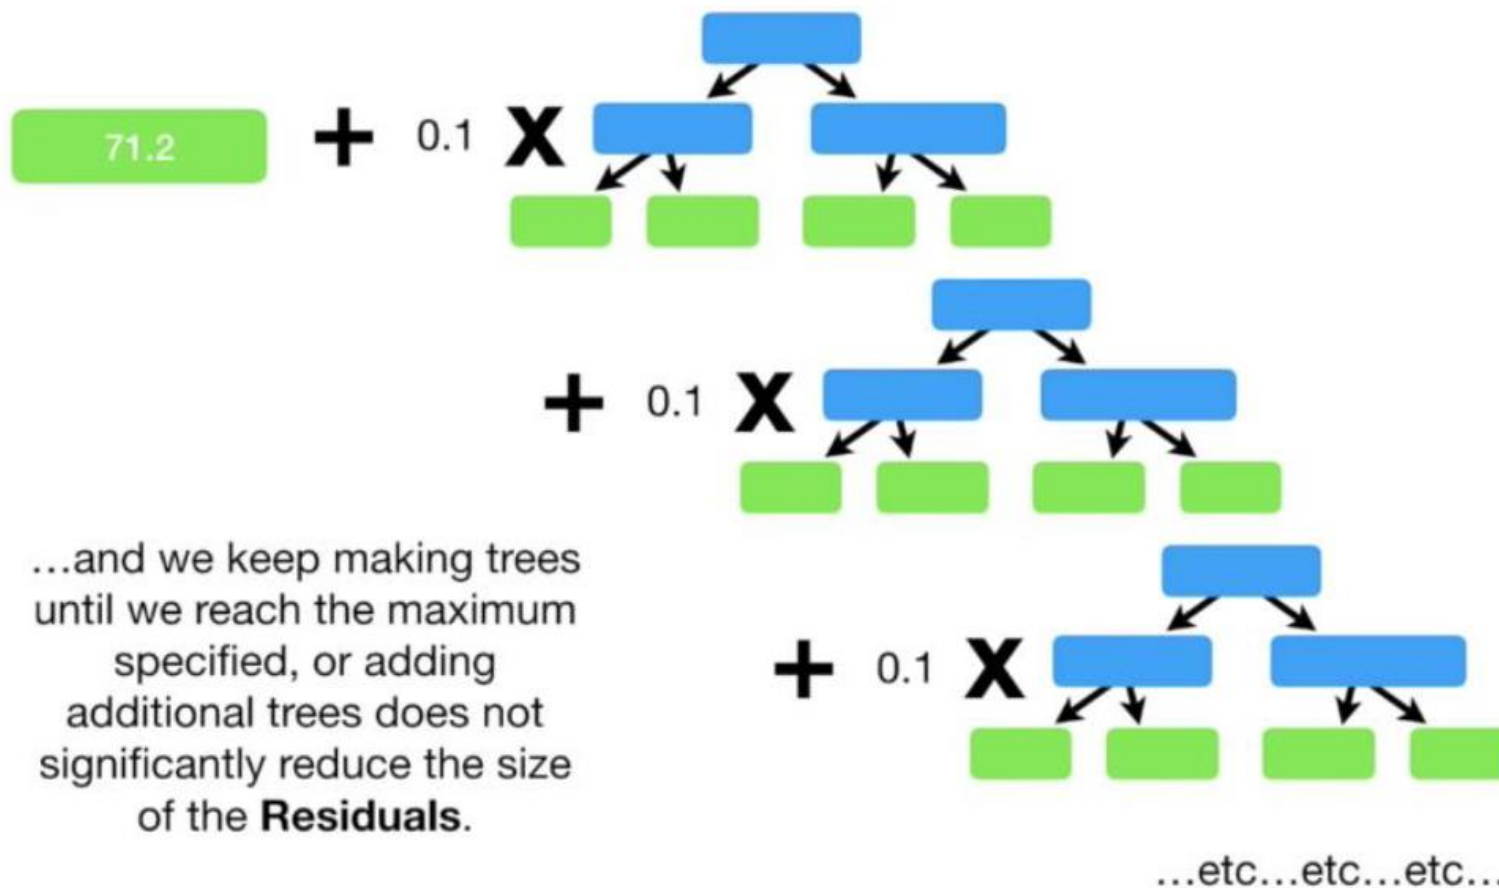 71.2 + 0.1 X
+ 0.1 X
+ 0.1 X
...and we keep making trees
until we reach the maximum
specified, or adding
additional trees does not
significantly reduce the size
of the Residuals.
...etc...etc...etc...